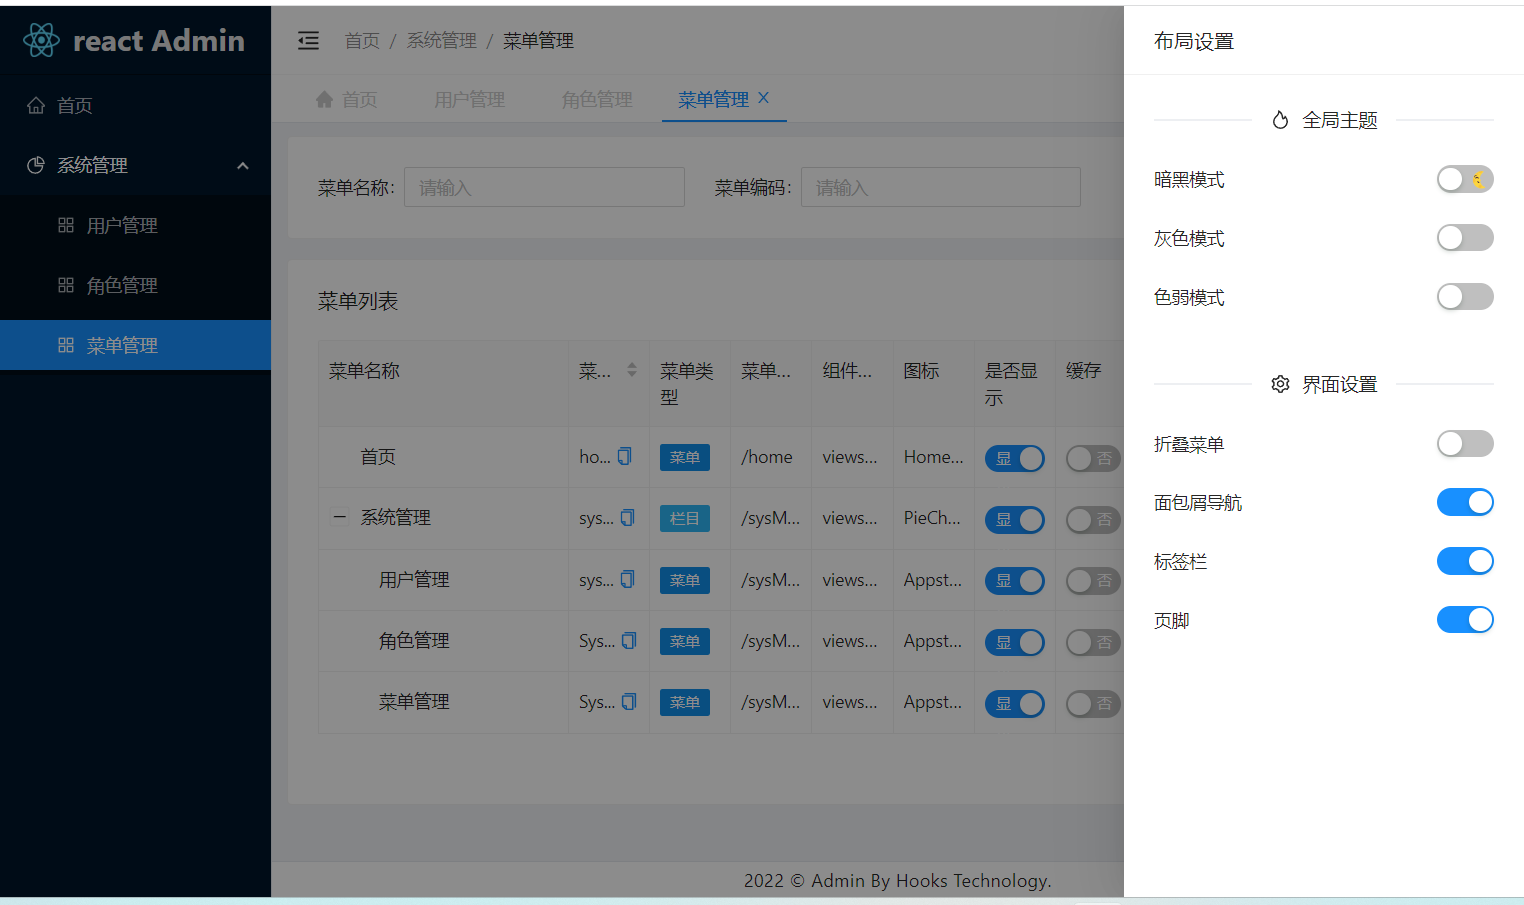 react Admin
首页
系统管理
用户管理
角色管理
菜单管理
首页 / 系统管理 / 菜单管理
首页 用户管理 角色管理 菜单管理
菜单名称: 请输入 菜单编码: 请输入
菜单列表
菜单名称 菜... 菜单类型 菜单... 组件... 图标 是否显示 缓存
首页 ho... 菜单 /home views... Home... 显 否
系统管理 sys... 栏目 /sysM... views... PieCh... 显 否
用户管理 sys... 菜单 /sysM... views... Appst... 显 否
角色管理 Sys... 菜单 /sysM... views... Appst... 显 否
菜单管理 Sys... 菜单 /sysM... views... Appst... 显 否
2022 © Admin By Hooks Technology.
布局设置
全局主题
暗黑模式
灰色模式
色弱模式
界面设置
折叠菜单
面包屑导航
标签栏
页脚